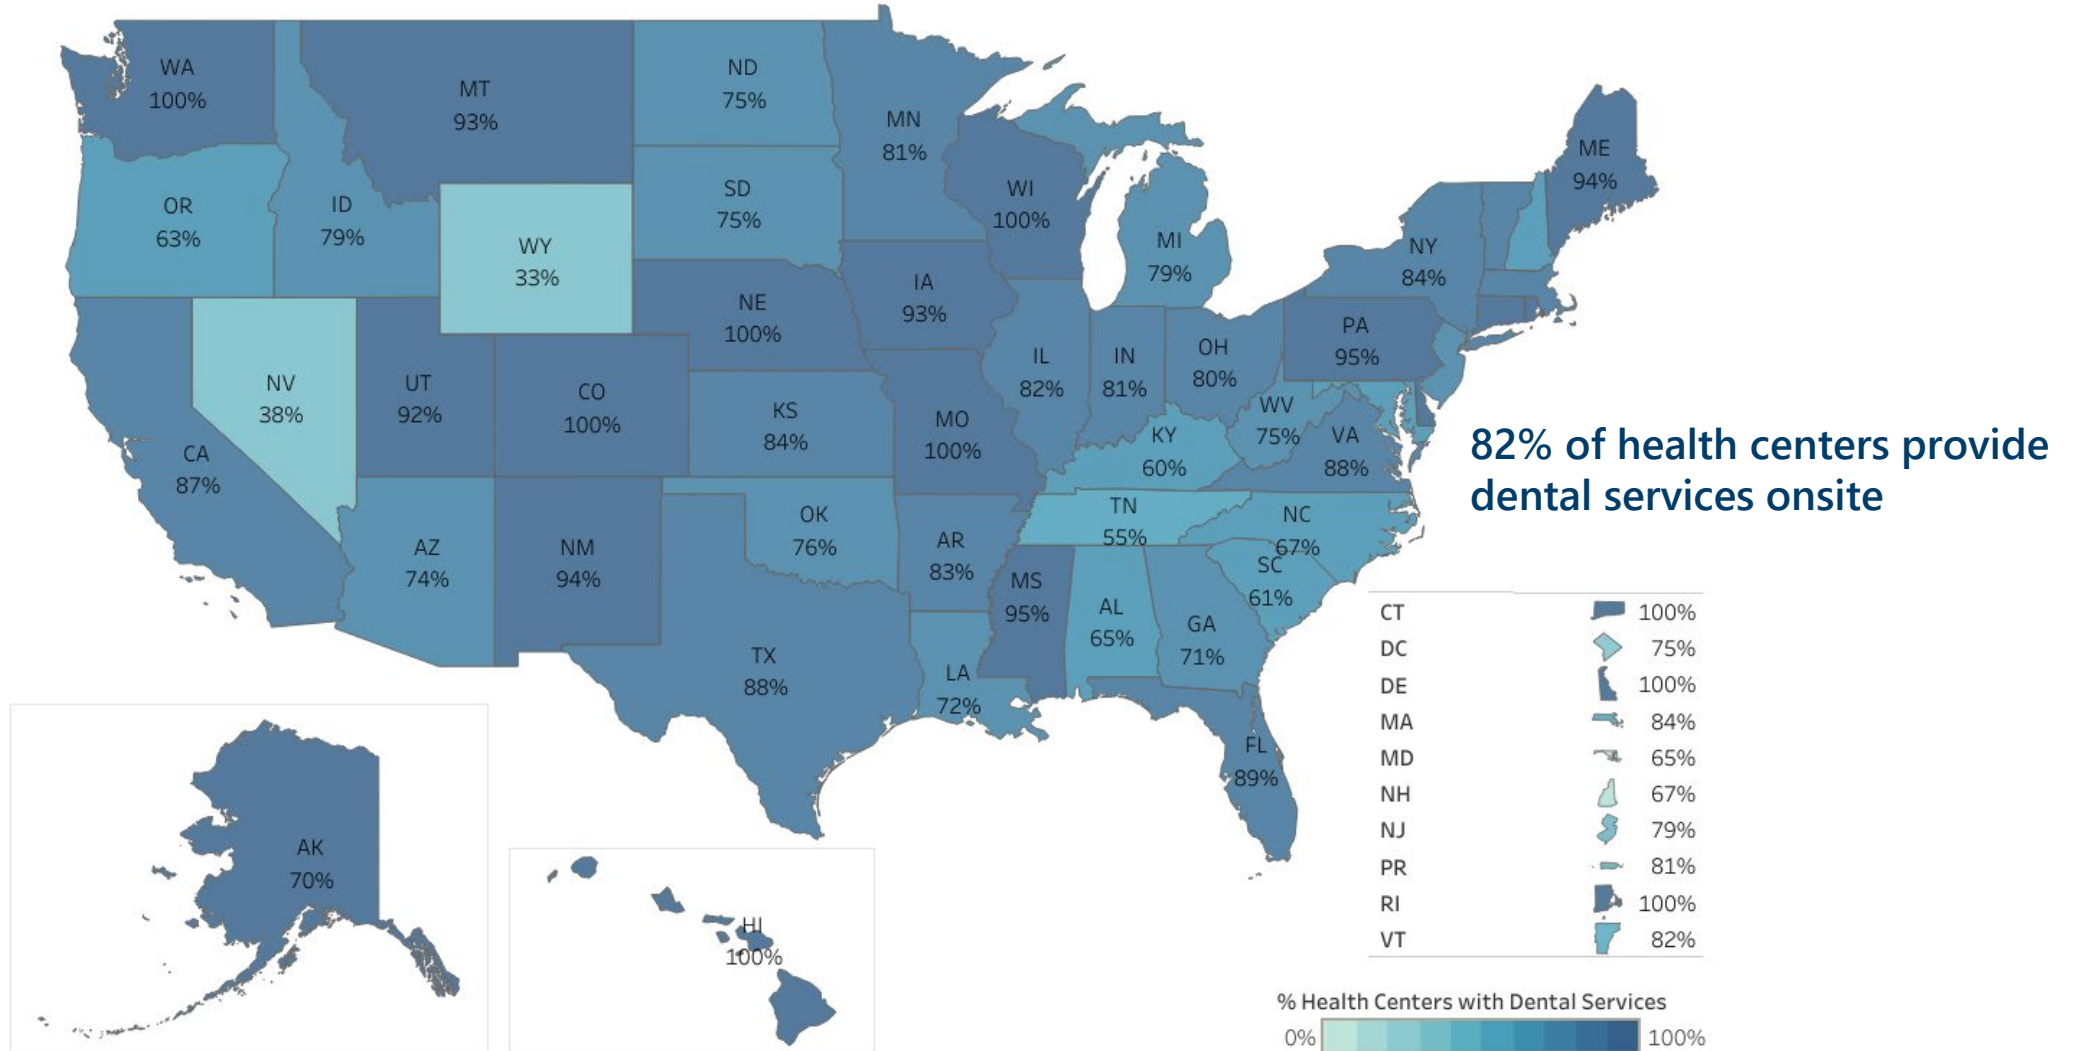 WA
100%
MT
93%
ND
75%
MN
81%
ME
94%
OR
63%
ID
79%
WY
33%
SD
75%
WI
100%
MI
79%
NY
84%
NV
38%
UT
92%
CO
100%
NE
100%
IA
93%
IL
82%
IN
81%
OH
80%
PA
95%
CA
87%
KS
84%
MO
100%
KY
60%
WV
75%
VA
88%
82% of health centers provide
dental services onsite
AZ
74%
NM
94%
OK
76%
AR
83%
TN
55%
NC
67%
SC
61%
MS
95%
AL
65%
GA
71%
TX
88%
LA
72%
FL
89%
AK
70%
HI
100%
CT 100%
DC 75%
DE 100%
MA 84%
MD 65%
NH 67%
NJ 79%
PR 81%
RI 100%
VT 82%
% Health Centers with Dental Services
0% 100%